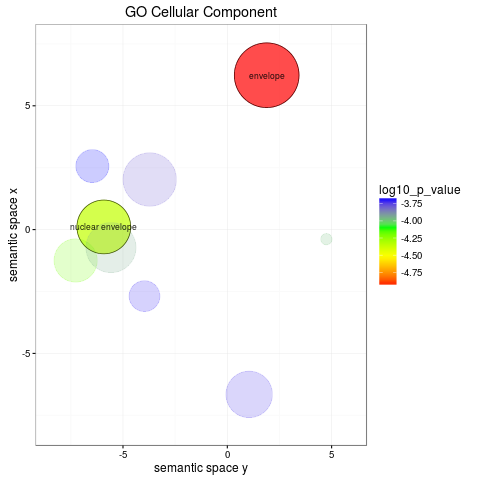 GO Cellular Component
envelope
nuclear envelope
5
0
-5
-5
0
5
semantic space x
semantic space y
log10_p_value
-3.75
-4.00
-4.25
-4.50
-4.75